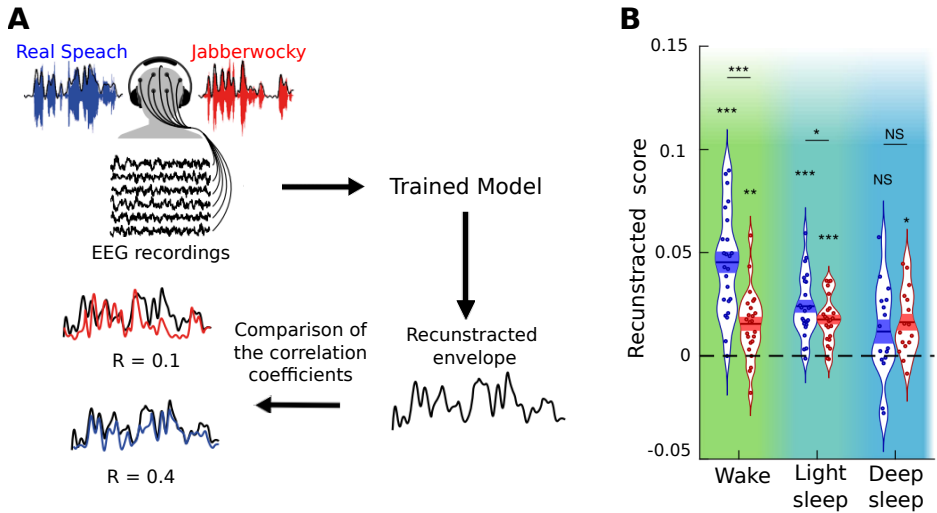 A
Real Speach
Jabberwocky
EEG recordings
Trained Model
Recunstracted
envelope
Comparison of
the correlation
coefficients
R = 0.1
R = 0.4
B
Recunstracted score
0.15
0.1
0.05
0
-0.05
***
***
**
*
***
***
NS
NS
*
Wake
Light
sleep
Deep
sleep